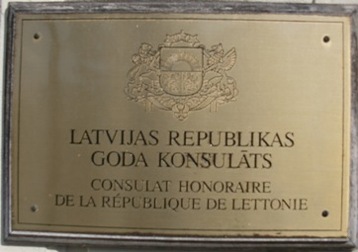 LATVIJAS REPUBLIKAS
GODA KONSULĀTS
CONSULAT HONORAIRE
DE LA RÉPUBLIQUE DE LETTONIE